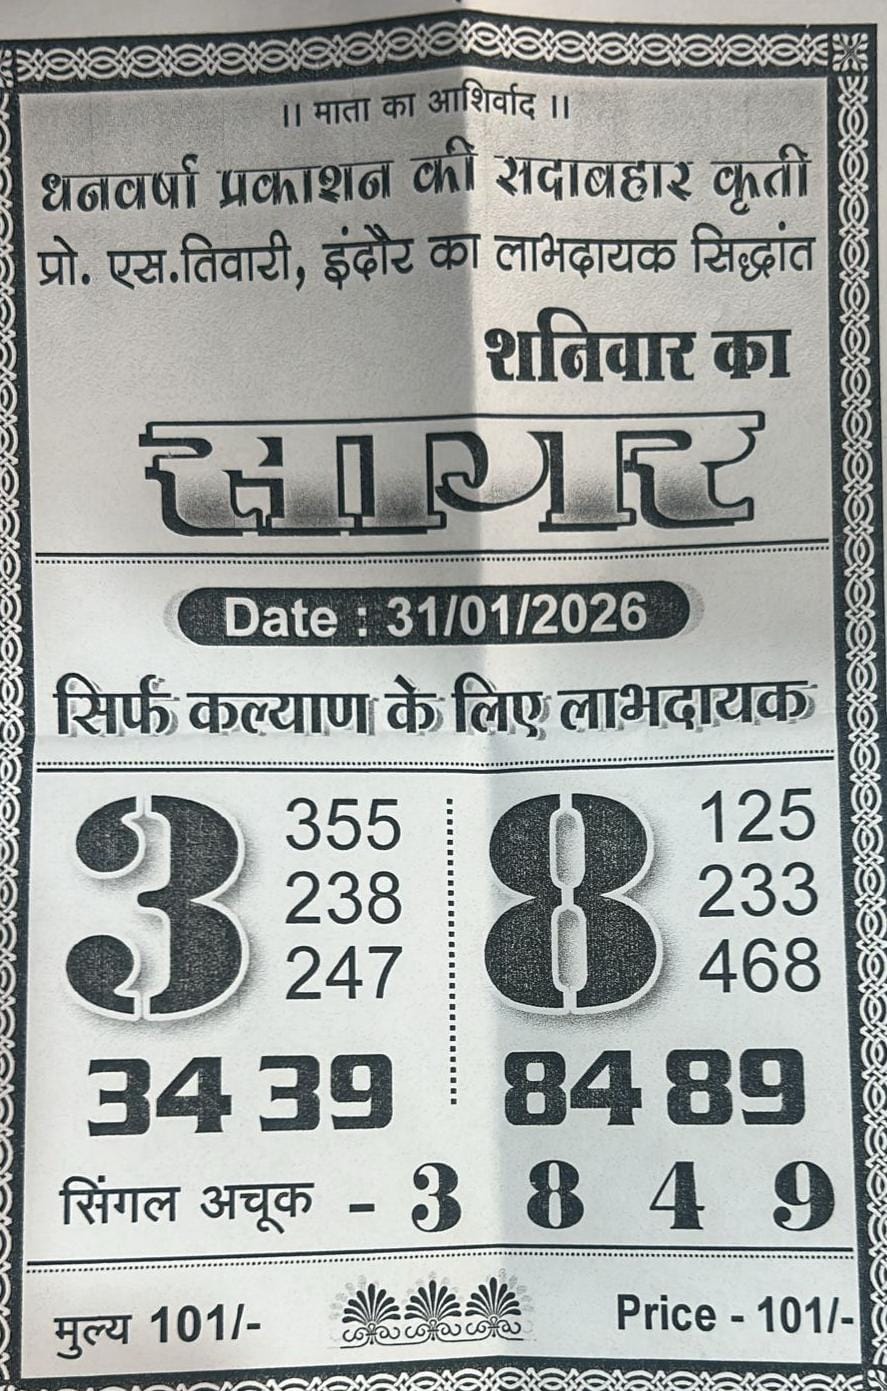 ।। माता का आशिर्वाद ।।
धनवर्षा प्रकाशन की सदाबहार कृती
प्रो. एस.तिवारी, इंदौर का लाभदायक सिद्धांत
शनिवार का
सागर
Date : 31/01/2026
सिर्फ कल्याण के लिए लाभदायक
3 355 8 125
238 233
247 468
34 39 84 89
सिंगल अचूक - 3 8 4 9
मुल्य 101/- Price - 101/-